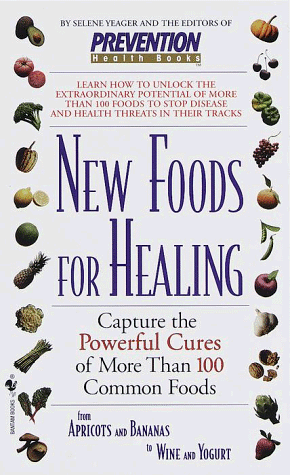 BY SELENE YEAGER AND THE EDITORS OF
PREVENTION
Health Books™
LEARN HOW TO UNLOCK THE
EXTRAORDINARY POTENTIAL OF MORE
THAN 100 FOODS TO STOP DISEASE
AND HEALTH THREATS IN THEIR TRACKS
NEW FOODS
FOR HEALING
Capture the
Powerful Cures
of More Than 100
Common Foods
from
APRICOTS AND BANANAS
to WINE AND YOGURT
BANTAM BOOKS